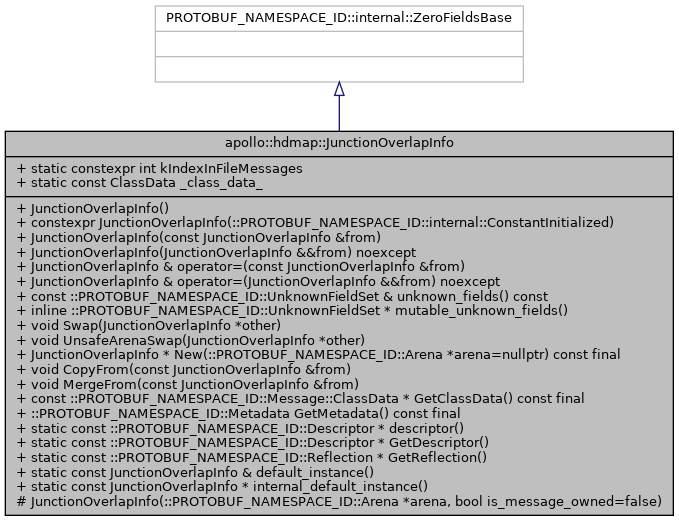 PROTOBUF_NAMESPACE_ID::internal::ZeroFieldsBase
apollo::hdmap::JunctionOverlapInfo
+ static constexpr int kIndexInFileMessages
+ static const ClassData _class_data_
+ JunctionOverlapInfo()
+ constexpr JunctionOverlapInfo(::PROTOBUF_NAMESPACE_ID::internal::ConstantInitialized)
+ JunctionOverlapInfo(const JunctionOverlapInfo &from)
+ JunctionOverlapInfo(JunctionOverlapInfo &&from) noexcept
+ JunctionOverlapInfo & operator=(const JunctionOverlapInfo &from)
+ JunctionOverlapInfo & operator=(JunctionOverlapInfo &&from) noexcept
+ const ::PROTOBUF_NAMESPACE_ID::UnknownFieldSet & unknown_fields() const
+ inline ::PROTOBUF_NAMESPACE_ID::UnknownFieldSet * mutable_unknown_fields()
+ void Swap(JunctionOverlapInfo *other)
+ void UnsafeArenaSwap(JunctionOverlapInfo *other)
+ JunctionOverlapInfo * New(::PROTOBUF_NAMESPACE_ID::Arena *arena=nullptr) const final
+ void CopyFrom(const JunctionOverlapInfo &from)
+ void MergeFrom(const JunctionOverlapInfo &from)
+ const ::PROTOBUF_NAMESPACE_ID::Message::ClassData * GetClassData() const final
+ ::PROTOBUF_NAMESPACE_ID::Metadata GetMetadata() const final
+ static const ::PROTOBUF_NAMESPACE_ID::Descriptor * descriptor()
+ static const ::PROTOBUF_NAMESPACE_ID::Descriptor * GetDescriptor()
+ static const ::PROTOBUF_NAMESPACE_ID::Reflection * GetReflection()
+ static const JunctionOverlapInfo & default_instance()
+ static const JunctionOverlapInfo * internal_default_instance()
# JunctionOverlapInfo(::PROTOBUF_NAMESPACE_ID::Arena *arena, bool is_message_owned=false)